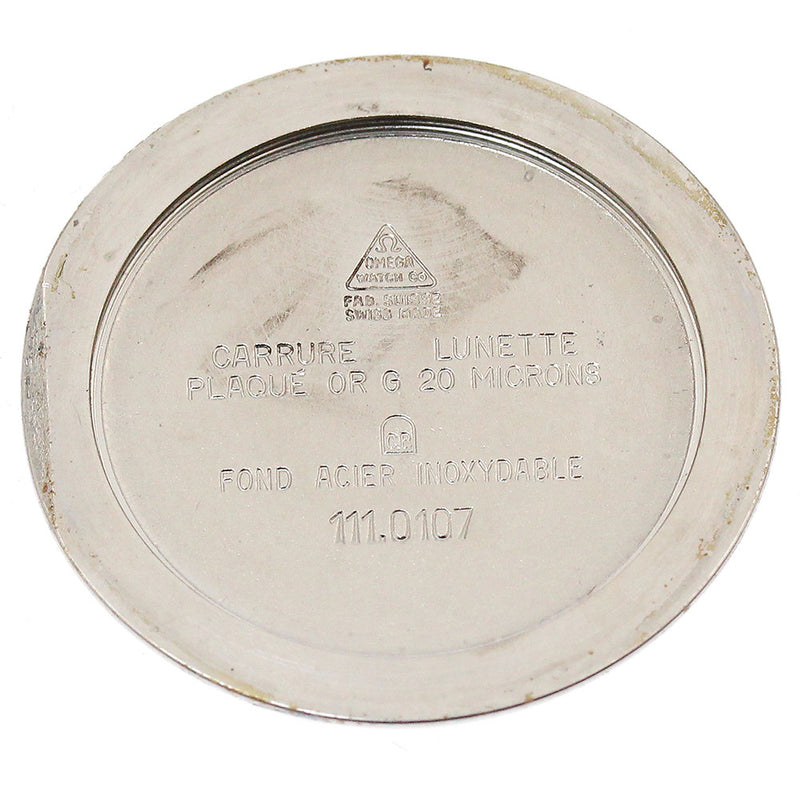 Ω
OMEGA
WATCH Co
FAB. SUISSE
SWISS MADE
CARRURE LUNETTE
PLAQUÉ OR G 20 MICRONS
C.R
FOND ACIER INOXYDABLE
111.0107